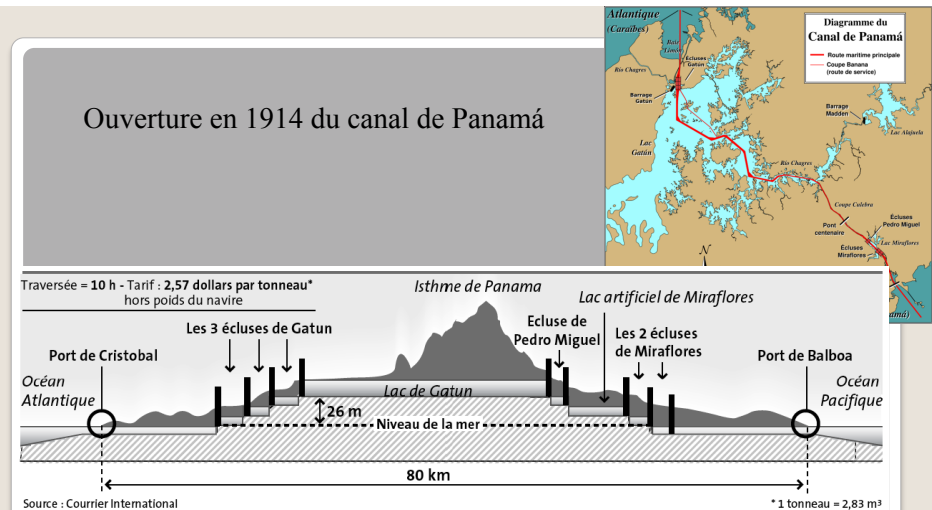 Ouverture en 1914 du canal de Panamá
Atlantique
(Caraïbes)
Baie
Limón
Écluses
Gatún
Río Chagres
Barrage
Gatun
Lac
Gatún
Diagramme du
Canal de Panamá
Route maritime principale
Coupe Banana
(route de service)
Barrage
Madden
Lac Alajuela
Río Chagres
Coupe Culebra
Pont
centenaire
Écluses
Pedro Miguel
Lac Miraflores
Écluses
Miraflores
N
amá)
Traversée = 10 h - Tarif : 2,57 dollars par tonneau*
hors poids du navire
Isthme de Panama
Lac artificiel de Miraflores
Les 3 écluses de Gatun
Ecluse de
Pedro Miguel
Les 2 écluses
de Miraflores
Port de Cristobal
Port de Balboa
Océan
Atlantique
Océan
Pacifique
Lac de Gatun
26 m
Niveau de la mer
80 km
Source : Courrier International
* 1 tonneau = 2,83 m³